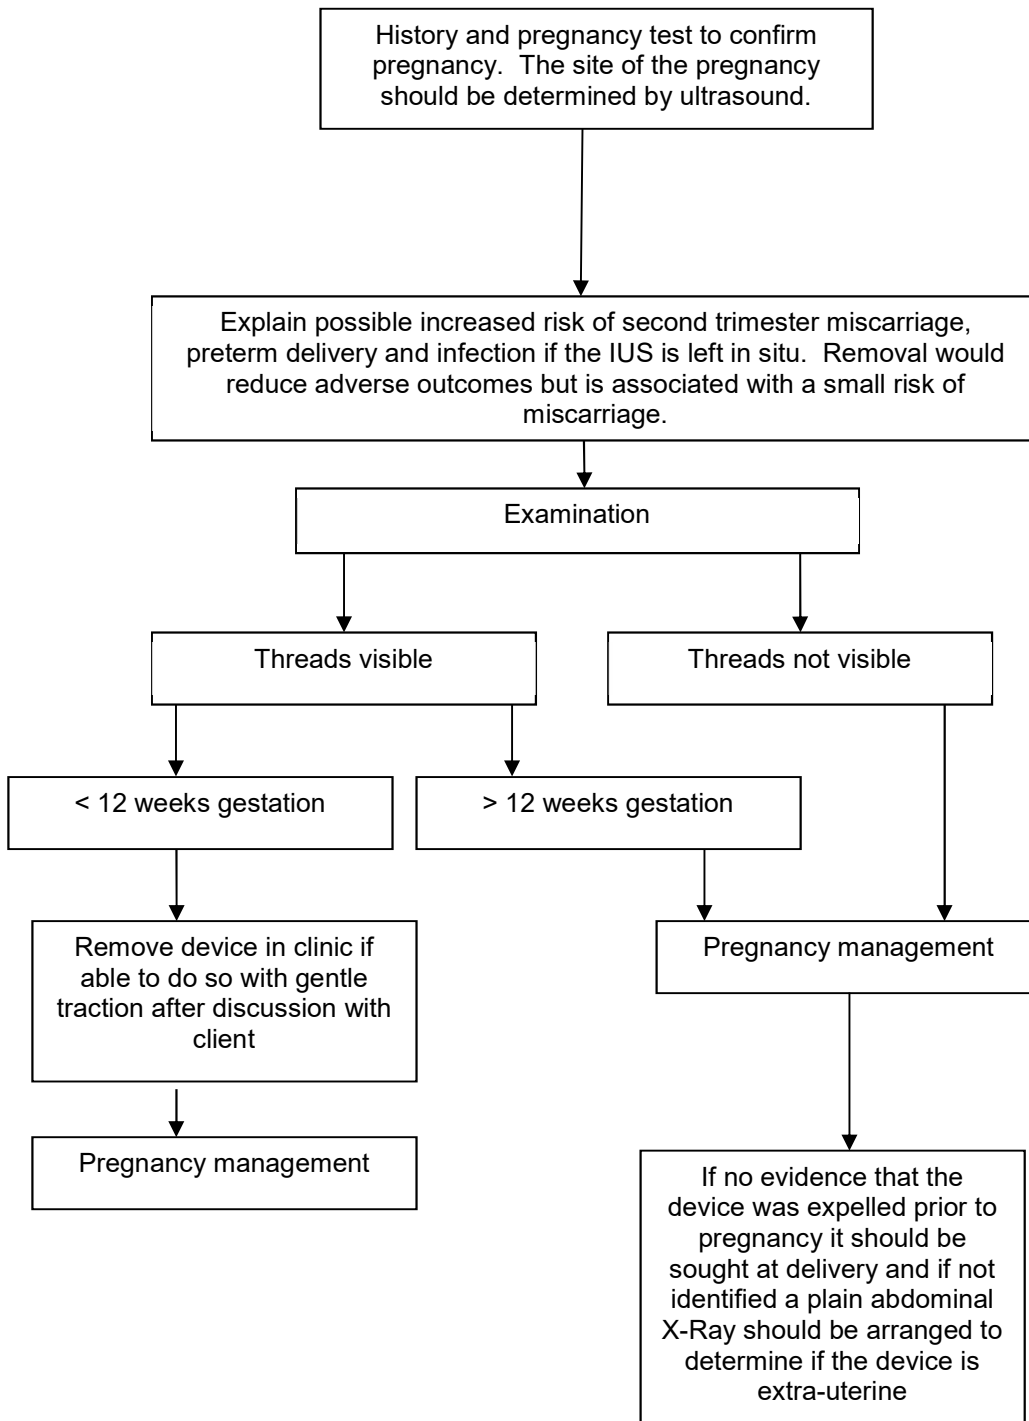 History and pregnancy test to confirm
pregnancy.  The site of the pregnancy
should be determined by ultrasound.
Explain possible increased risk of second trimester miscarriage,
preterm delivery and infection if the IUS is left in situ.  Removal would
reduce adverse outcomes but is associated with a small risk of
miscarriage.
Examination
Threads visible
Threads not visible
< 12 weeks gestation
> 12 weeks gestation
Remove device in clinic if
able to do so with gentle
traction after discussion with
client
Pregnancy management
Pregnancy management
If no evidence that the
device was expelled prior to
pregnancy it should be
sought at delivery and if not
identified a plain abdominal
X-Ray should be arranged to
determine if the device is
extra-uterine